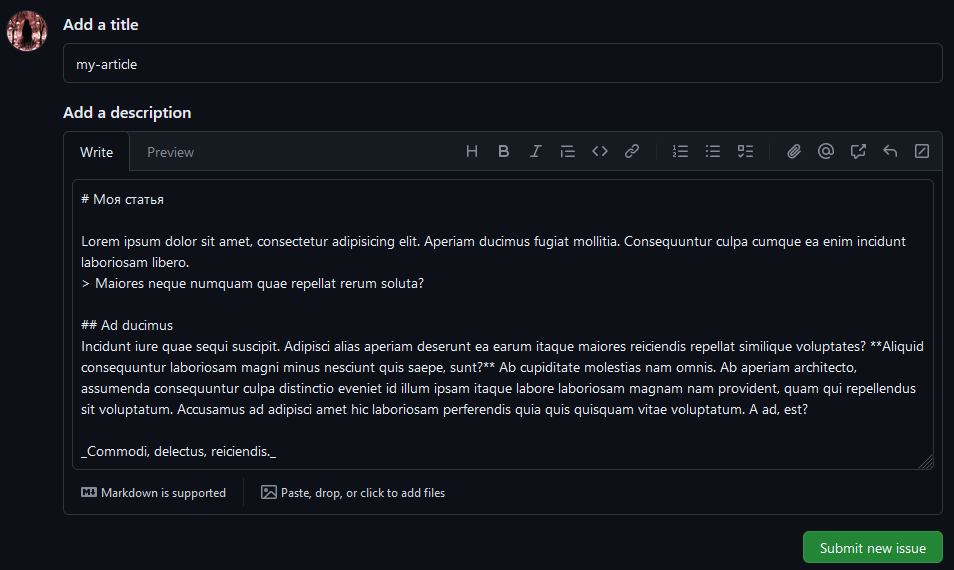 Add a title
my-article
Add a description
Write
Preview
# Моя статья
Lorem ipsum dolor sit amet, consectetur adipisicing elit. Aperiam ducimus fugiat mollitia. Consequuntur culpa cumque ea enim incidunt
laboriosam libero.
> Maiores neque numquam quae repellat rerum soluta?
## Ad ducimus
Incidunt iure quae sequi suscipit. Adipisci alias aperiam deserunt ea earum itaque maiores reiciendis repellat similique voluptates? **Aliquid
consequuntur laboriosam magni minus nesciunt quis saepe, sunt?** Ab cupiditate molestias nam omnis. Ab aperiam architecto,
assumenda consequuntur culpa distinctio eveniet id illum ipsam itaque labore laboriosam magnam nam provident, quam qui repellendus
sit voluptatum. Accusamus ad adipisci amet hic laboriosam perferendis quia quis quisquam vitae voluptatum. A ad, est?
_Commodi, delectus, reiciendis._
Markdown is supported
Paste, drop, or click to add files
Submit new issue